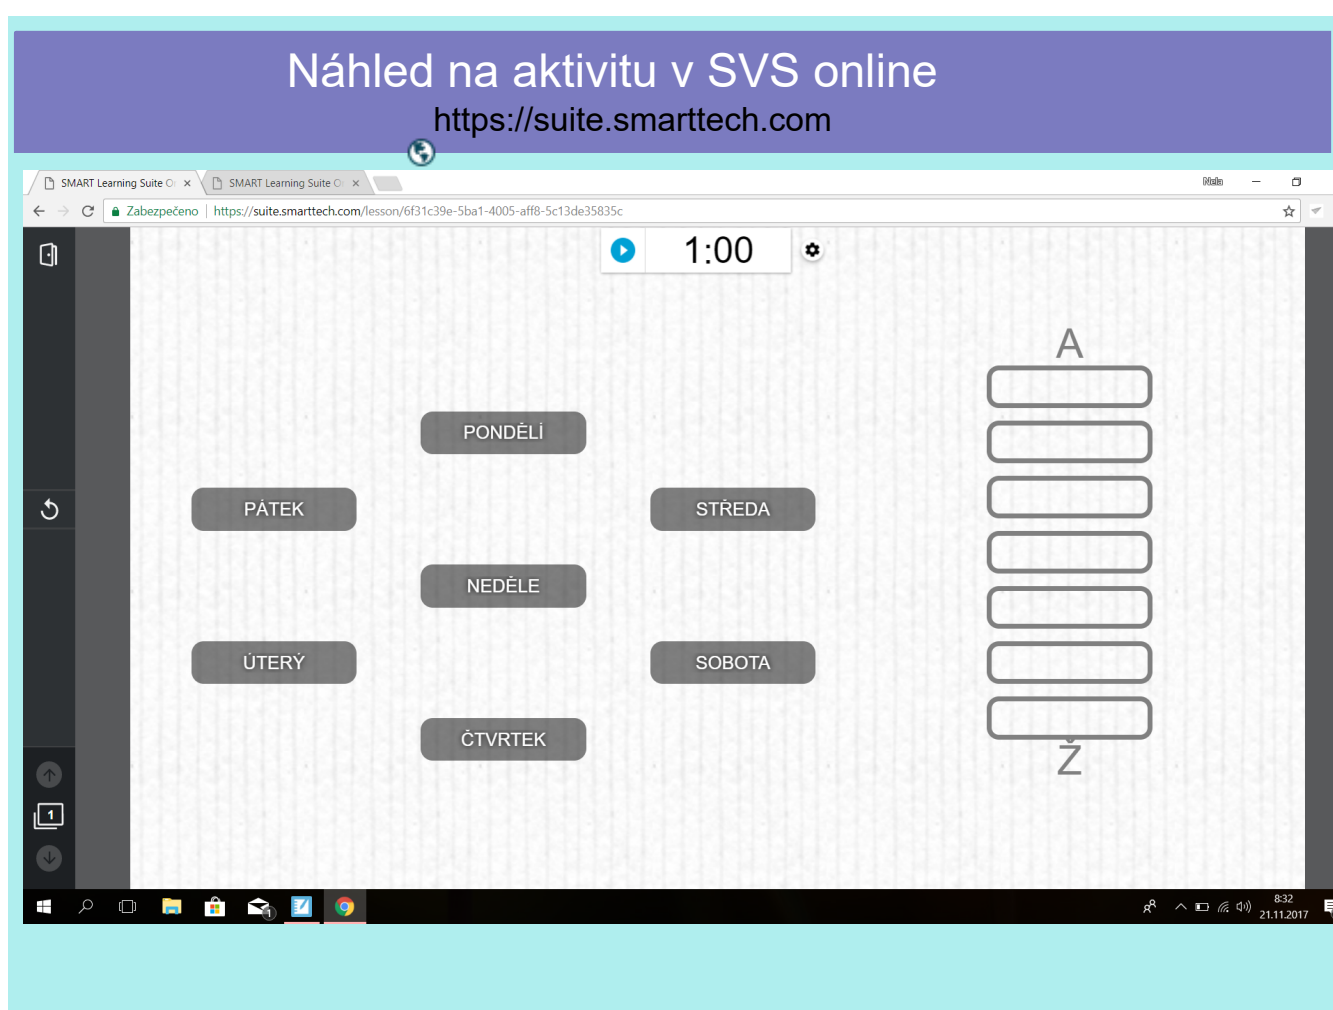 Náhled na aktivitu v SVS online
https://suite.smarttech.com
SMART Learning Suite O
SMART Learning Suite O
Zabezpečeno
https://suite.smarttech.com/lesson/6f31c39e-5ba1-4005-aff8-5c13de35835c
1:00
A
PONDĚLÍ
PÁTEK
STŘEDA
NEDĚLE
ÚTERÝ
SOBOTA
ČTVRTEK
Ž
1
1
8:32
21.11.2017